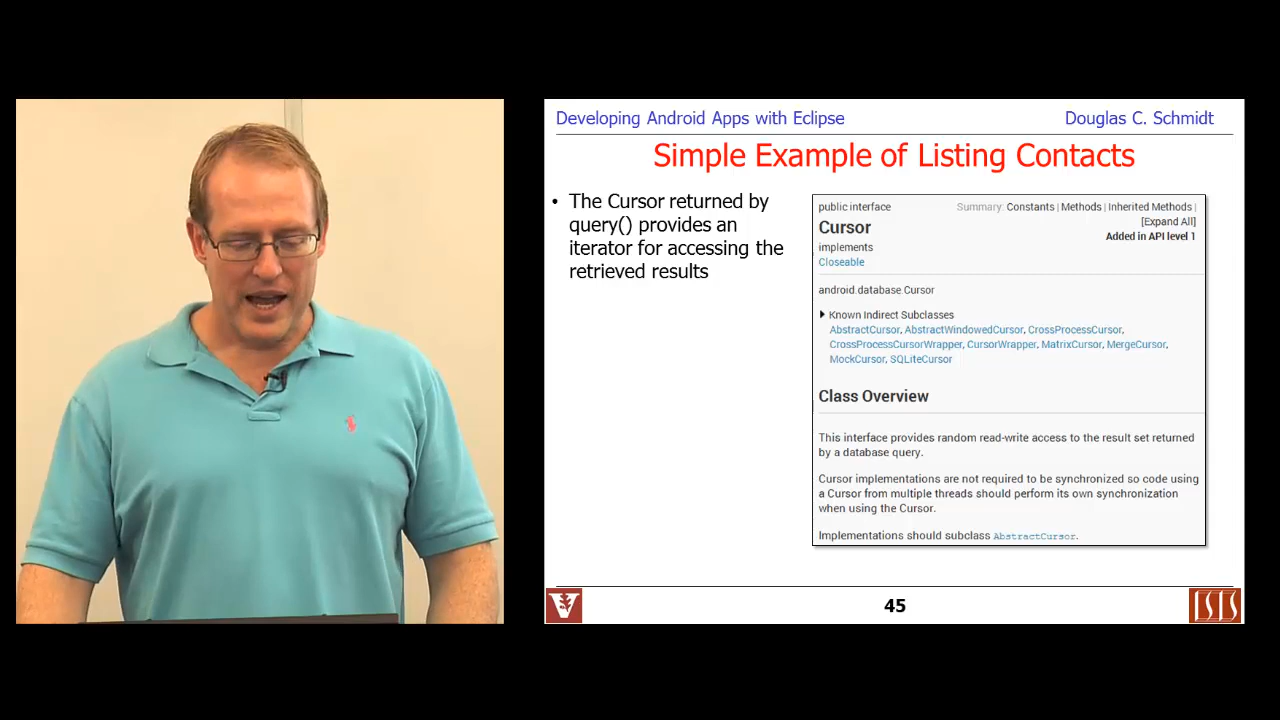 Developing Android Apps with Eclipse
Douglas C. Schmidt
Simple Example of Listing Contacts
• The Cursor returned by
query() provides an
iterator for accessing the
retrieved results
public interface
Summary: Constants | Methods | Inherited Methods |
[Expand All]
Cursor
Added in API level 1
implements
Closeable
android.database.Cursor
Known Indirect Subclasses
AbstractCursor, AbstractWindowedCursor, CrossProcessCursor,
CrossProcessCursorWrapper, CursorWrapper, MatrixCursor, MergeCursor,
MockCursor, SQLiteCursor
Class Overview
This interface provides random read-write access to the result set returned
by a database query.
Cursor implementations are not required to be synchronized so code using
a Cursor from multiple threads should perform its own synchronization
when using the Cursor.
Implementations should subclass AbstractCursor.
V
45
ISIS